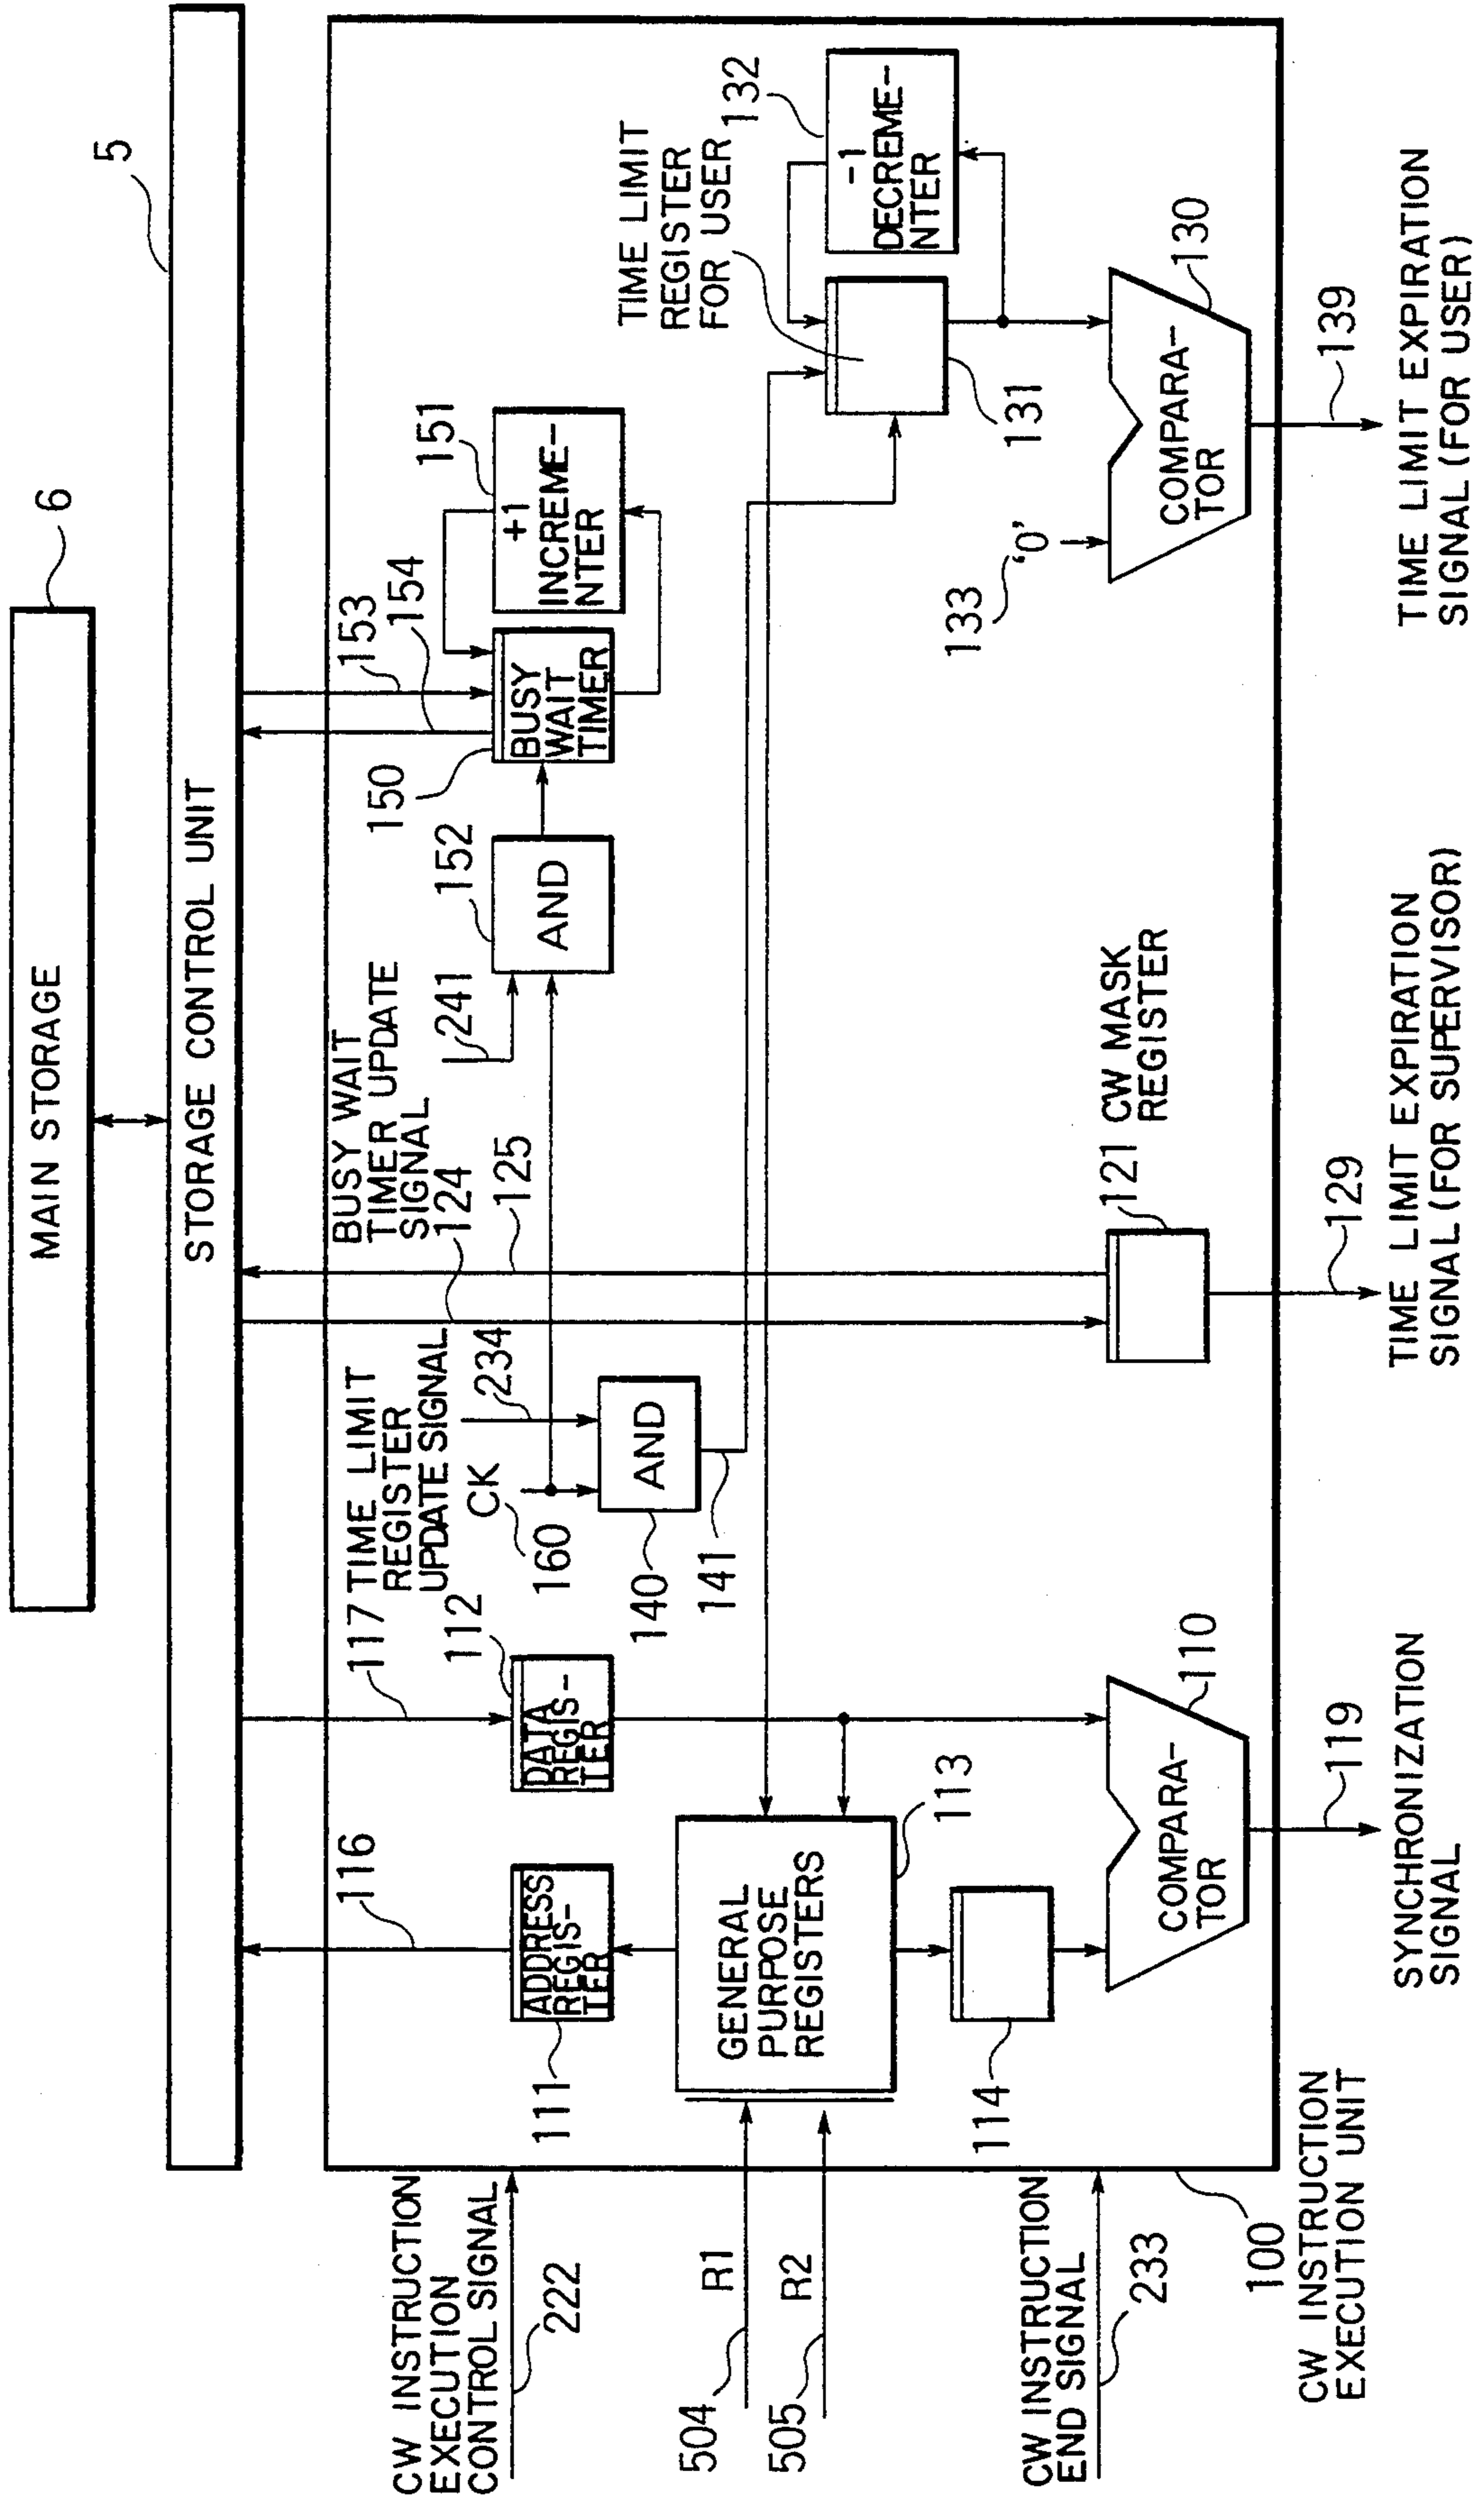 6
MAIN STORAGE
5
STORAGE CONTROL UNIT
CW INSTRUCTION
EXECUTION
CONTROL SIGNAL
222
504
R1
505
R2
CW INSTRUCTION
END SIGNAL
233
100
CW INSTRUCTION
EXECUTION UNIT
116
111
ADDRESS
REGIS-
TER
117
112
DATA
REGIS-
TER
GENERAL
PURPOSE
REGISTERS
113
114
COMPARA-
TOR
110
119
SYNCHRONIZATION
SIGNAL
TIME LIMIT
REGISTER
UPDATE SIGNAL
234
CK
160
AND
140
141
BUSY WAIT
TIMER UPDATE
SIGNAL
124
125
241
152
AND
121
CW MASK
REGISTER
129
TIME LIMIT EXPIRATION
SIGNAL (FOR SUPERVISOR)
153
154
150
BUSY
WAIT
TIMER
151
+1
INCREME-
NTER
TIME LIMIT
REGISTER
FOR USER
132
-1
DECREME-
NTER
131
133
'0'
COMPARA-
TOR
130
139
TIME LIMIT EXPIRATION
SIGNAL (FOR USER)